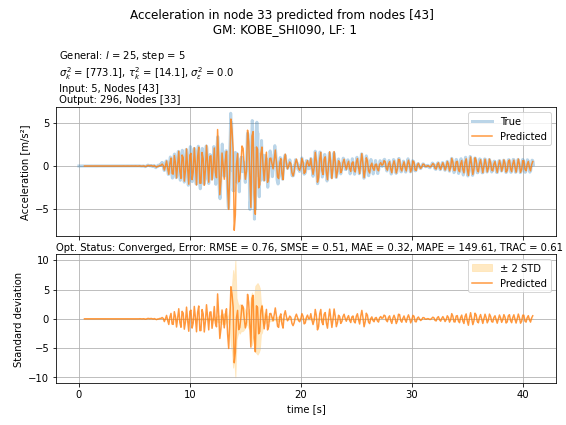 Acceleration in node 33 predicted from nodes [43]
GM: KOBE_SHI090, LF: 1
General: l = 25, step = 5
σ²ₖ = [773.1], τ²ₖ = [14.1], σ²ε = 0.0
Input: 5, Nodes [43]
Output: 296, Nodes [33]
Acceleration [m/s²]
5
0
−5
True
Predicted
Opt. Status: Converged, Error: RMSE = 0.76, SMSE = 0.51, MAE = 0.32, MAPE = 149.61, TRAC = 0.61
Standard deviation
10
5
0
−5
−10
± 2 STD
Predicted
0
10
20
30
40
time [s]